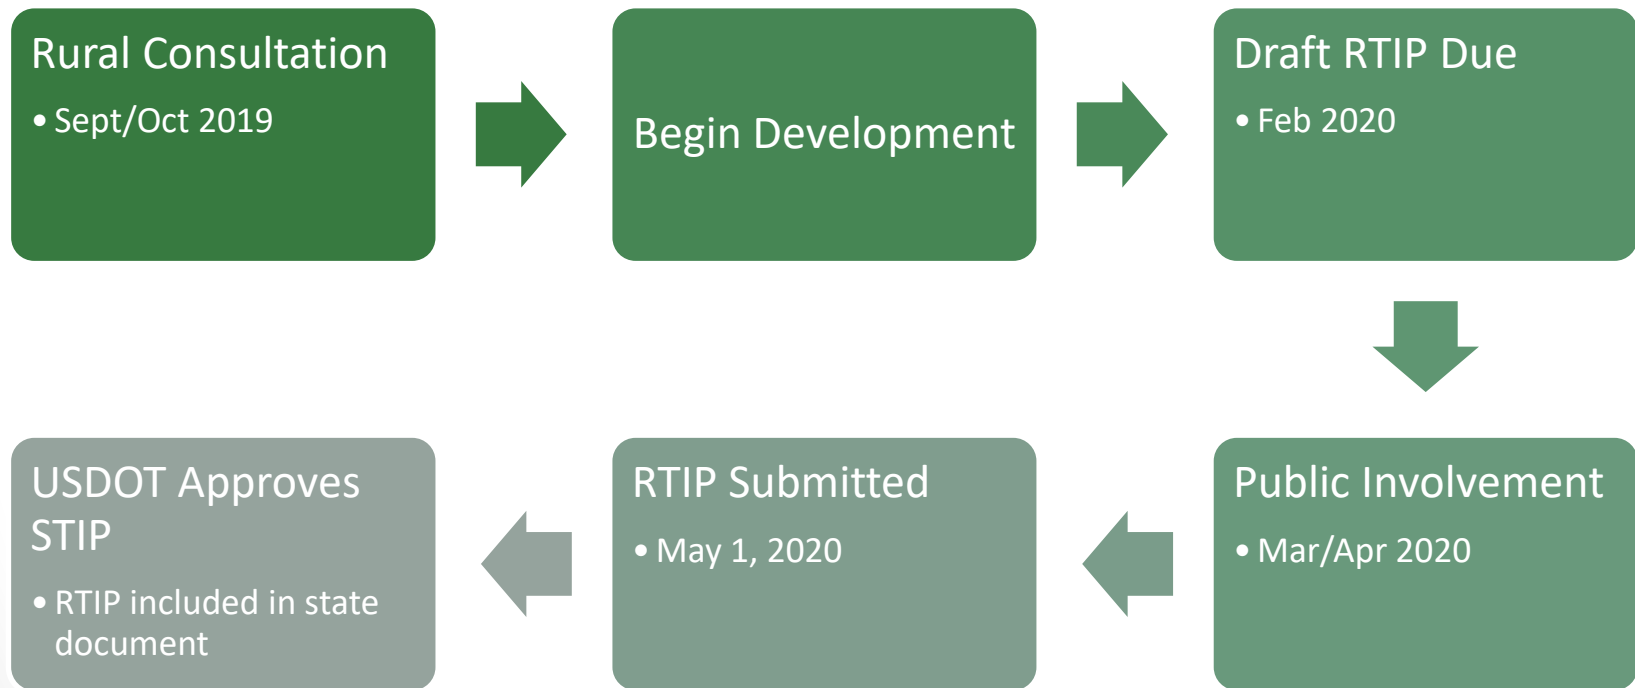 Rural Consultation
• Sept/Oct 2019
Begin Development
Draft RTIP Due
• Feb 2020
Public Involvement
• Mar/Apr 2020
RTIP Submitted
• May 1, 2020
USDOT Approves
STIP
• RTIP included in state
document